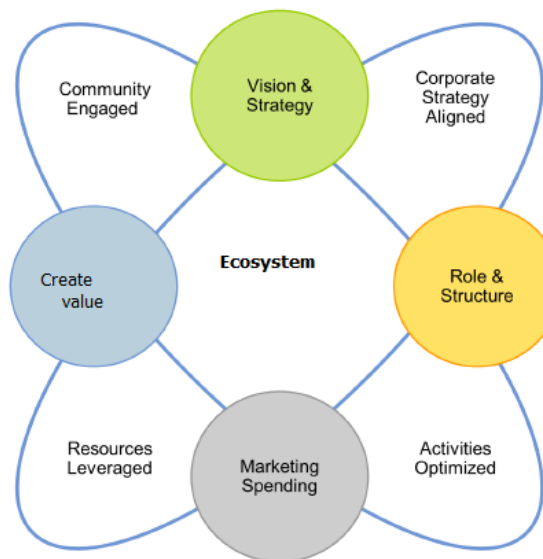 Community
Engaged
Vision &
Strategy
Corporate
Strategy
Aligned
Create
value
Ecosystem
Role &
Structure
Resources
Leveraged
Marketing
Spending
Activities
Optimized